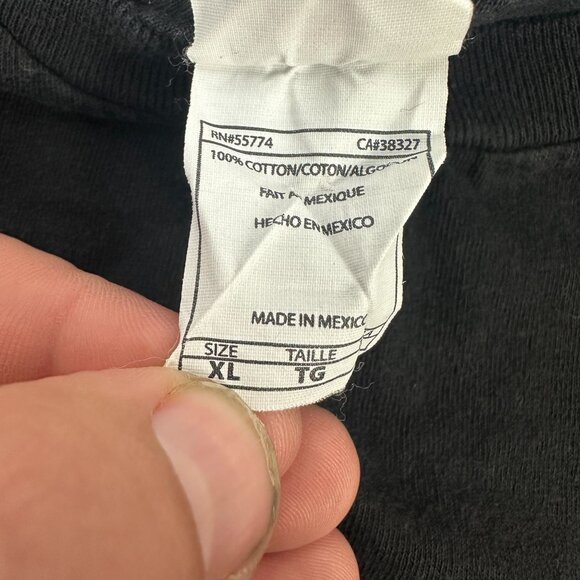 RN#55774 CA#38327
100% COTTON/COTON/ALGODON
FAIT A MEXIQUE
HECHO EN MEXICO
MADE IN MEXICO
SIZE TAILLE
XL TG